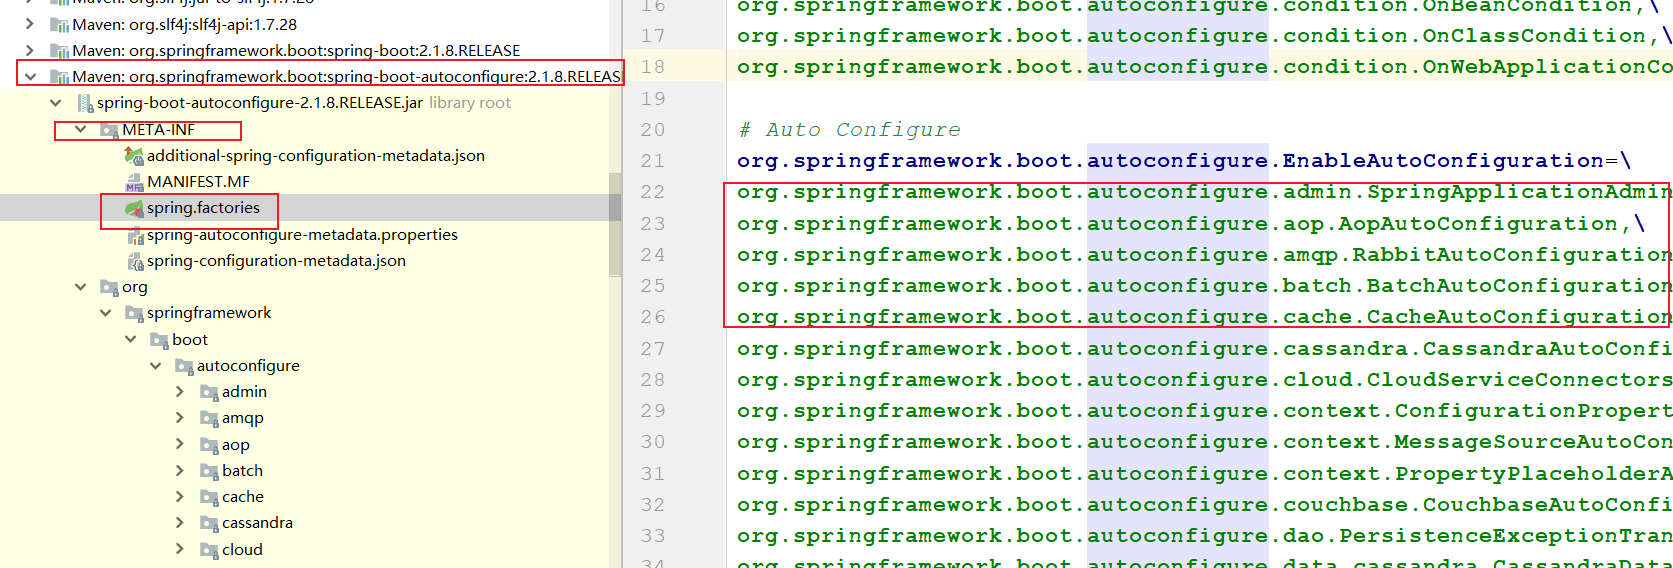 Maven: org.slf4j:jul-to-slf4j:1.7.28
Maven: org.slf4j:slf4j-api:1.7.28
Maven: org.springframework.boot:spring-boot:2.1.8.RELEASE
Maven: org.springframework.boot:spring-boot-autoconfigure:2.1.8.RELEAS
spring-boot-autoconfigure-2.1.8.RELEASE.jar library root
META-INF
additional-spring-configuration-metadata.json
MANIFEST.MF
spring.factories
spring-autoconfigure-metadata.properties
spring-configuration-metadata.json
org
springframework
boot
autoconfigure
admin
amqp
aop
batch
cache
cassandra
cloud
16 org.springframework.boot.autoconfigure.condition.OnBeanCondition,\
17 org.springframework.boot.autoconfigure.condition.OnClassCondition,\
18 org.springframework.boot.autoconfigure.condition.OnWebApplicationCo
19
20 # Auto Configure
21 org.springframework.boot.autoconfigure.EnableAutoConfiguration=\
22 org.springframework.boot.autoconfigure.admin.SpringApplicationAdmin
23 org.springframework.boot.autoconfigure.aop.AopAutoConfiguration,\
24 org.springframework.boot.autoconfigure.amqp.RabbitAutoConfiguration
25 org.springframework.boot.autoconfigure.batch.BatchAutoConfiguration
26 org.springframework.boot.autoconfigure.cache.CacheAutoConfiguration
27 org.springframework.boot.autoconfigure.cassandra.CassandraAutoConfi
28 org.springframework.boot.autoconfigure.cloud.CloudServiceConnectors
29 org.springframework.boot.autoconfigure.context.ConfigurationPropert
30 org.springframework.boot.autoconfigure.context.MessageSourceAutoCon
31 org.springframework.boot.autoconfigure.context.PropertyPlaceholderA
32 org.springframework.boot.autoconfigure.couchbase.CouchbaseAutoConfi
33 org.springframework.boot.autoconfigure.dao.PersistenceExceptionTran
34 org.springframework.boot.autoconfigure.data.cassandra.CassandraData